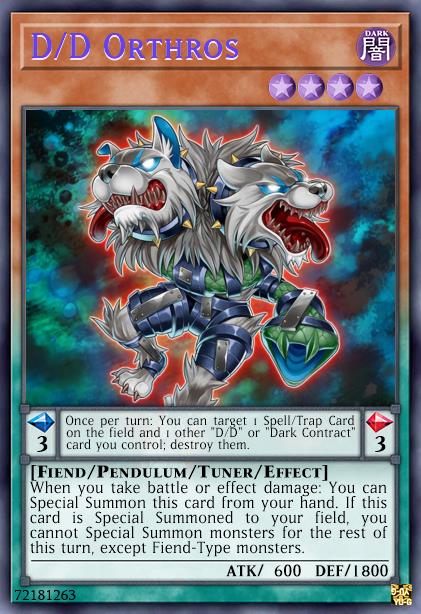 D/D Orthros
DARK
闇
Once per turn: You can target 1 Spell/Trap Card
on the field and 1 other "D/D" or "Dark Contract"
card you control; destroy them.
3
3
[Fiend/Pendulum/Tuner/Effect]
When you take battle or effect damage: You can
Special Summon this card from your hand. If this
card is Special Summoned to your field, you
cannot Special Summon monsters for the rest of
this turn, except Fiend-Type monsters.
ATK/ 600 DEF/1800
72181263